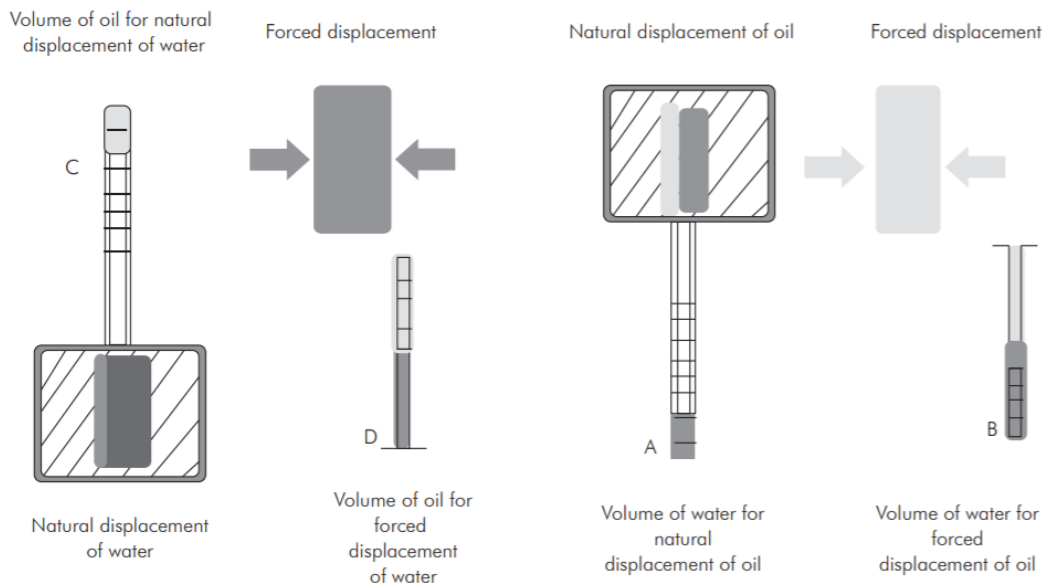 Volume of oil for natural
displacement of water
Forced displacement
Natural displacement of oil
Forced displacement
C
D
A
B
Natural displacement
of water
Volume of oil for
forced
displacement
of water
Volume of water for
natural
displacement of oil
Volume of water for
forced
displacement of oil